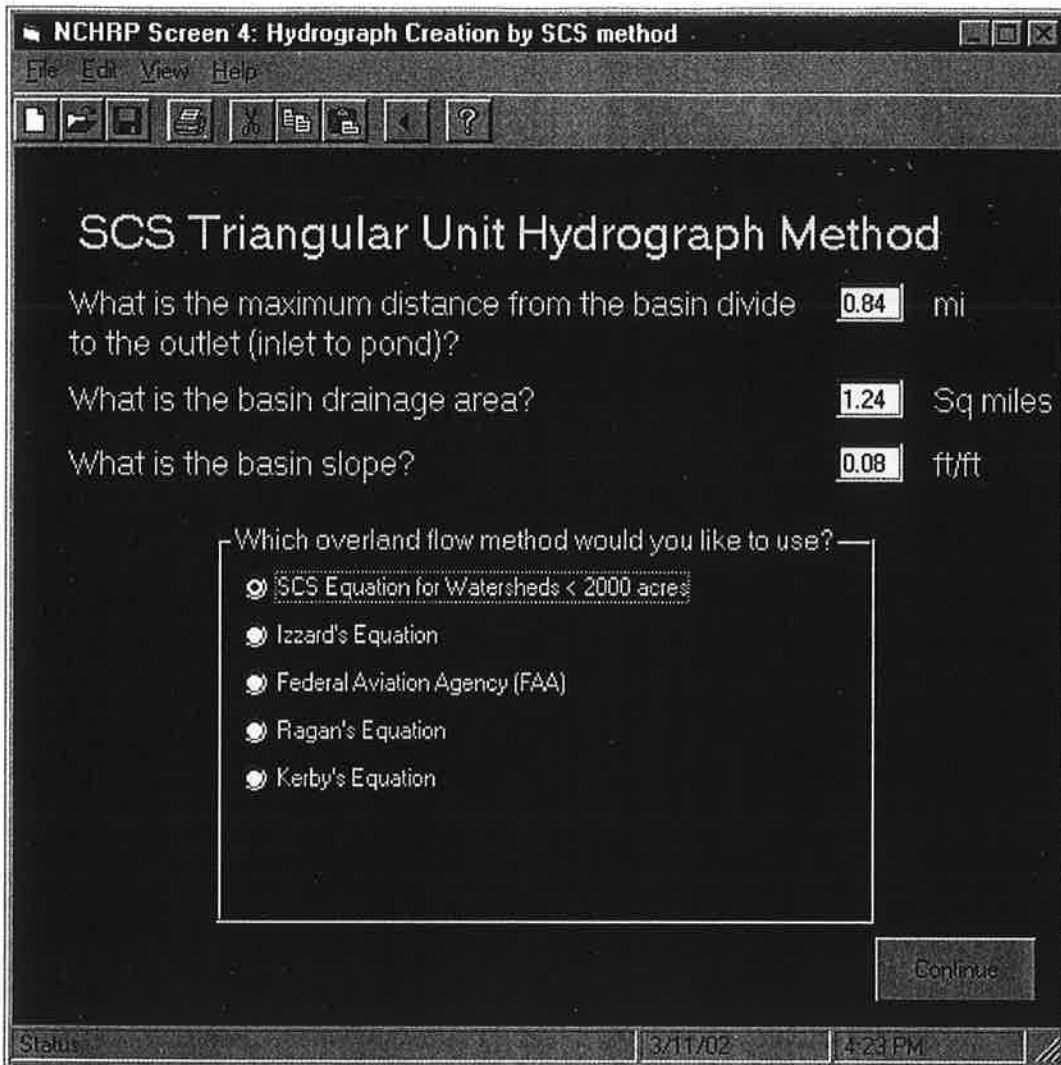 NCHRP Screen 4: Hydrograph Creation by SCS method
File Edit View Help
SCS Triangular Unit Hydrograph Method
What is the maximum distance from the basin divide 0.84 mi
to the outlet (inlet to pond)?
What is the basin drainage area? 1.24 Sq miles
What is the basin slope? 0.08 ft/ft
Which overland flow method would you like to use?
SCS Equation for Watersheds < 2000 acres
Izzard's Equation
Federal Aviation Agency (FAA)
Ragan's Equation
Kerby's Equation
Continue
Status 3/11/02 4:23 PM